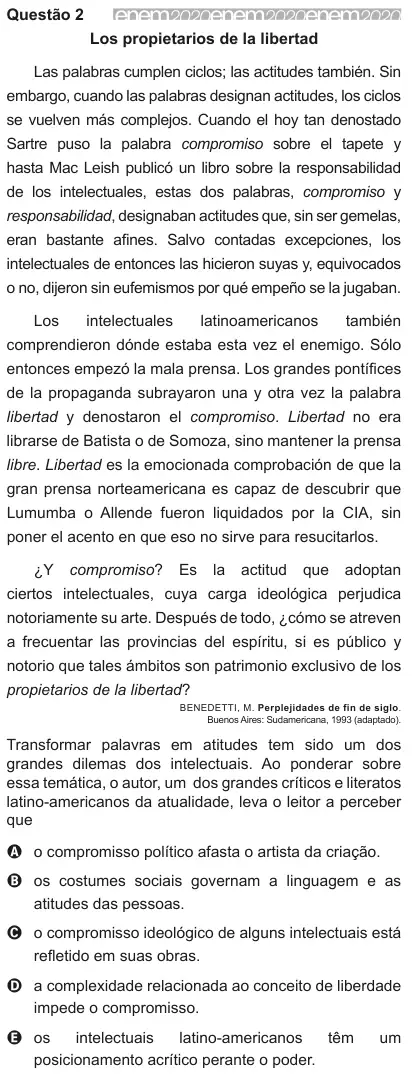 Questão 2 enem2020enem2020enem2020
Los propietarios de la libertad
Las palabras cumplen ciclos; las actitudes también. Sin
embargo, cuando las palabras designan actitudes, los ciclos
se vuelven más complejos. Cuando el hoy tan denostado
Sartre puso la palabra compromiso sobre el tapete y
hasta Mac Leish publicó un libro sobre la responsabilidad
de los intelectuales, estas dos palabras, compromiso y
responsabilidad, designaban actitudes que, sin ser gemelas,
eran bastante afines. Salvo contadas excepciones, los
intelectuales de entonces las hicieron suyas y, equivocados
o no, dijeron sin eufemismos por qué empeño se la jugaban.
Los intelectuales latinoamericanos también
comprendieron dónde estaba esta vez el enemigo. Sólo
entonces empezó la mala prensa. Los grandes pontífices
de la propaganda subrayaron una y otra vez la palabra
libertad y denostaron el compromiso. Libertad no era
librarse de Batista o de Somoza, sino mantener la prensa
libre. Libertad es la emocionada comprobación de que la
gran prensa norteamericana es capaz de descubrir que
Lumumba o Allende fueron liquidados por la CIA, sin
poner el acento en que eso no sirve para resucitarlos.
¿Y compromiso? Es la actitud que adoptan
ciertos intelectuales, cuya carga ideológica perjudica
notoriamente su arte. Después de todo, ¿cómo se atreven
a frecuentar las provincias del espíritu, si es público y
notorio que tales ámbitos son patrimonio exclusivo de los
propietarios de la libertad?
BENEDETTI, M. Perplejidades de fin de siglo.
Buenos Aires: Sudamericana, 1993 (adaptado).
Transformar palavras em atitudes tem sido um dos
grandes dilemas dos intelectuais. Ao ponderar sobre
essa temática, o autor, um dos grandes críticos e literatos
latino-americanos da atualidade, leva o leitor a perceber
que
A o compromisso político afasta o artista da criação.
B os costumes sociais governam a linguagem e as
atitudes das pessoas.
C o compromisso ideológico de alguns intelectuais está
refletido em suas obras.
D a complexidade relacionada ao conceito de liberdade
impede o compromisso.
E os intelectuais latino-americanos têm um
posicionamento acrítico perante o poder.